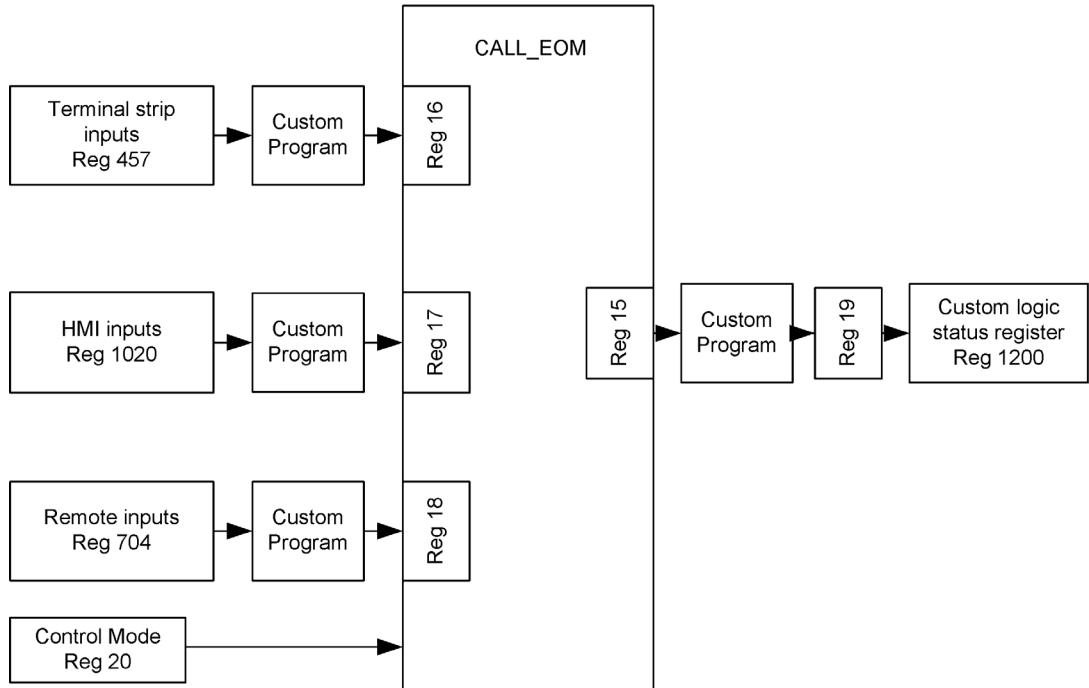 CALL_EOM
Terminal strip
inputs
Reg 457
Custom
Program
Reg 16
HMI inputs
Reg 1020
Custom
Program
Reg 17
Reg 15
Custom
Program
Reg 19
Custom logic
status register
Reg 1200
Remote inputs
Reg 704
Custom
Program
Reg 18
Control Mode
Reg 20